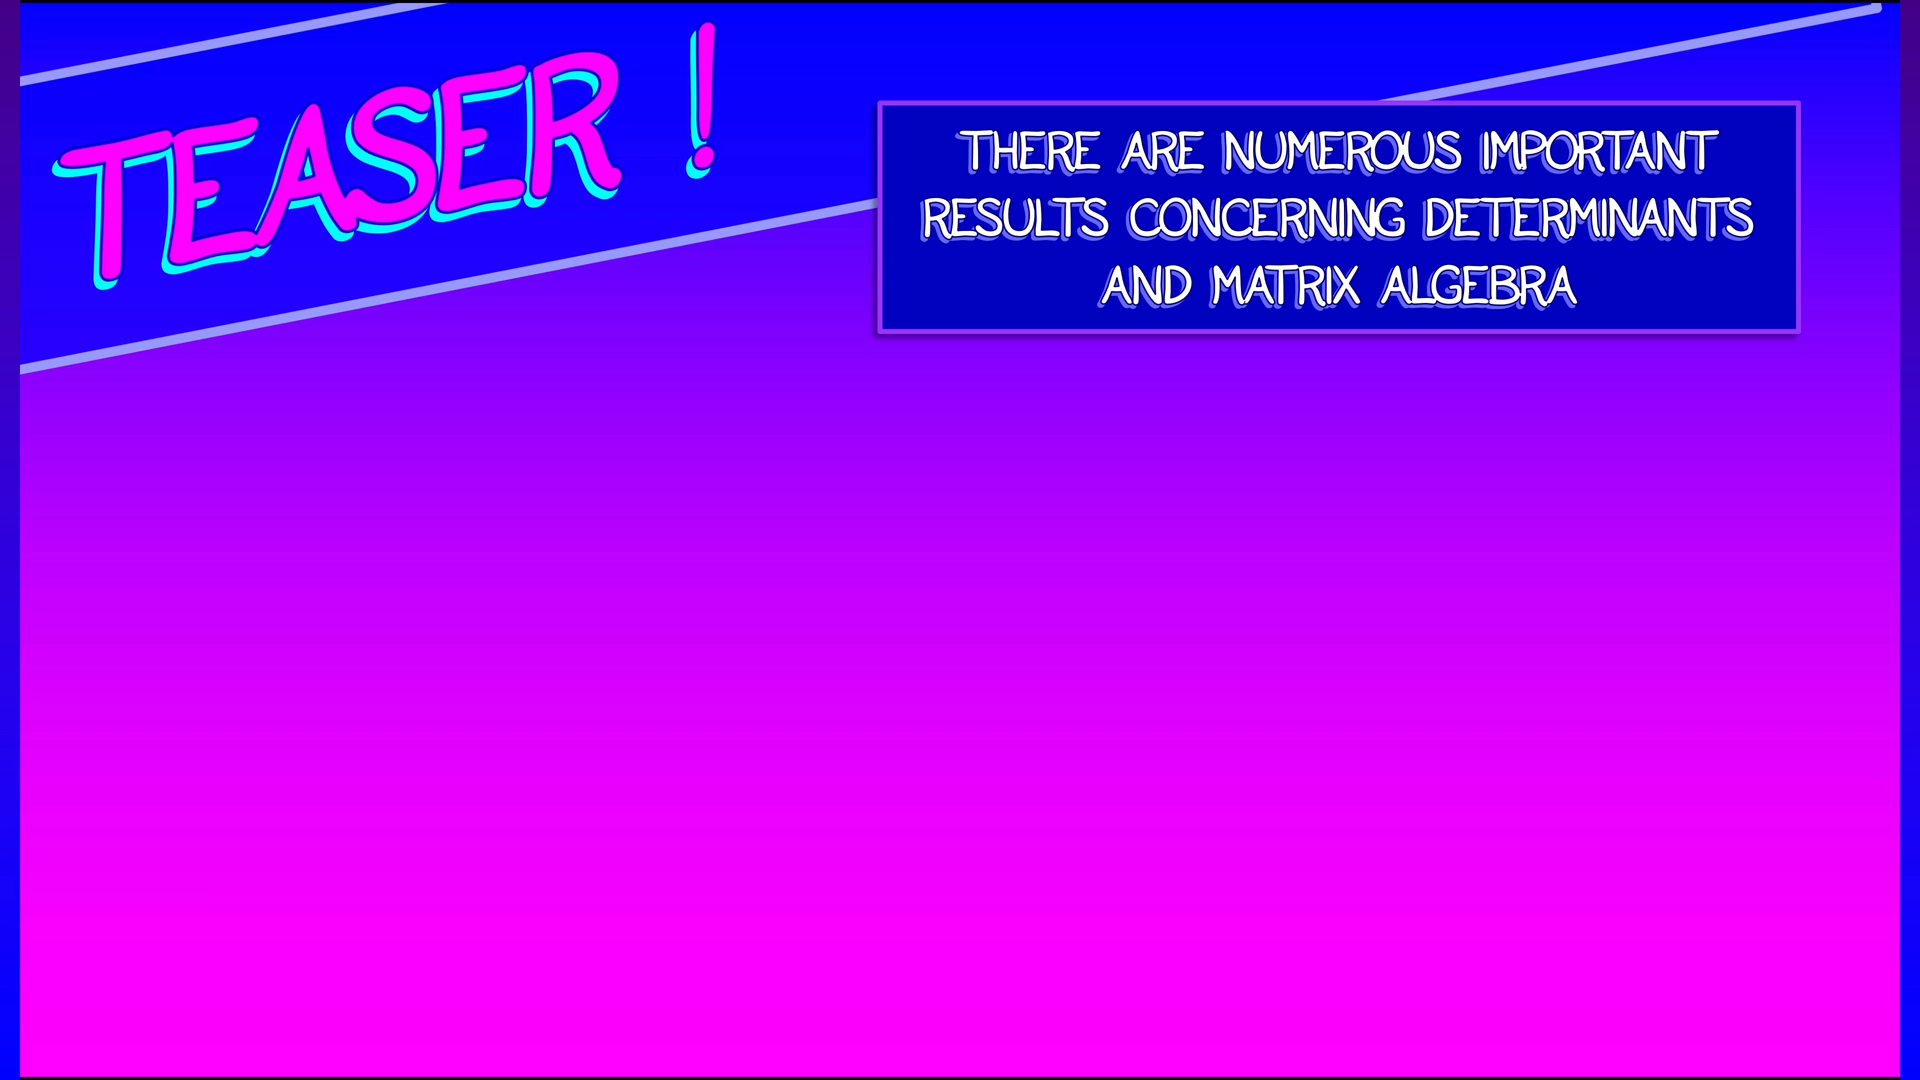 TEASER !
THERE ARE NUMEROUS IMPORTANT
RESULTS CONCERNING DETERMINANTS
AND MATRIX ALGEBRA